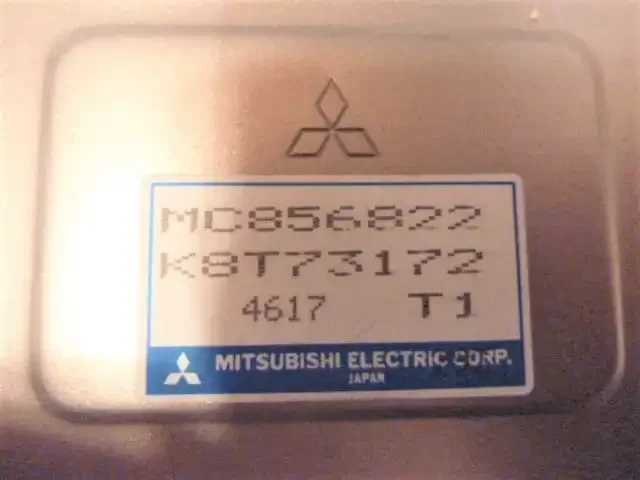 MC856822
K8T73172
4617 T1
MITSUBISHI ELECTRIC CORP.
JAPAN